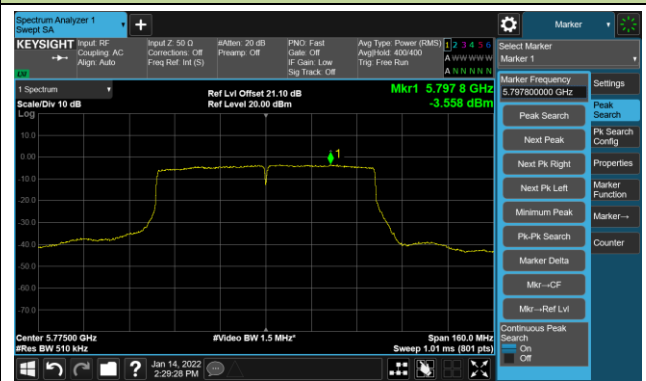 Spectrum Analyzer 1
Swept SA
+
Marker
KEYSIGHT
Input: RF
Coupling: AC
Align: Auto
Input Z: 50 Ω
Corrections: Off
Freq Ref: Int (S)
#Atten: 20 dB
Preamp: Off
PNO: Fast
Gate: Off
IF Gain: Low
Sig Track: Off
Avg Type: Power (RMS)
Avg|Hold: 400/400
Trig: Free Run
1 2 3 4 5 6
A W W W W W
A N N N N N
LXI
1 Spectrum
Scale/Div 10 dB
Log
Ref Lvl Offset 21.10 dB
Ref Level 20.00 dBm
Mkr1 5.797 8 GHz
-3.558 dBm
10.0
0.00
-10.0
-20.0
-30.0
-40.0
-50.0
-60.0
-70.0
1
Center 5.77500 GHz
#Res BW 510 kHz
#Video BW 1.5 MHz*
Span 160.0 MHz
Sweep 1.01 ms (801 pts)
Jan 14, 2022
2:29:28 PM
?
Select Marker
Marker 1
Marker Frequency
5.797800000 GHz
Peak Search
Next Peak
Next Pk Right
Next Pk Left
Minimum Peak
Pk-Pk Search
Marker Delta
Mkr→CF
Mkr→Ref Lvl
Continuous Peak
Search
On
Off
Settings
Peak
Search
Pk Search
Config
Properties
Marker
Function
Marker→
Counter